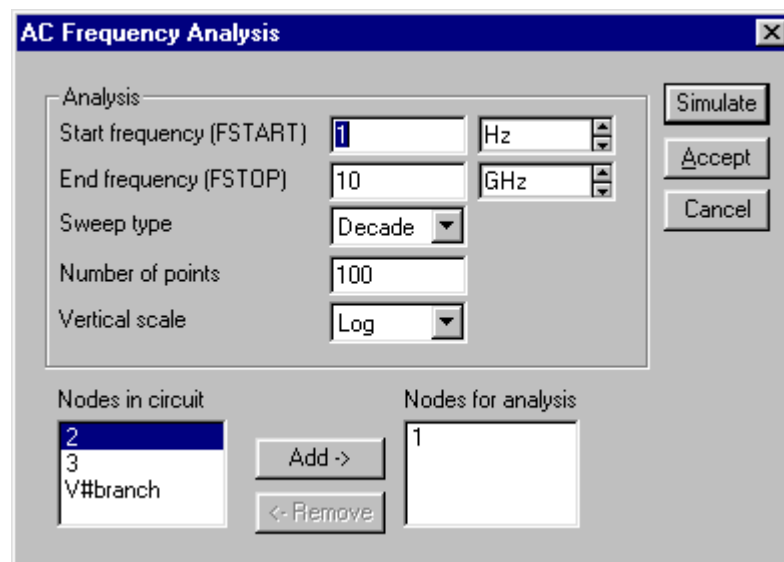 AC Frequency Analysis
Analysis
Start frequency (FSTART) 1 Hz
End frequency (FSTOP) 10 GHz
Sweep type Decade
Number of points 100
Vertical scale Log
Simulate
Accept
Cancel
Nodes in circuit
2
3
V#branch
Add ->
<- Remove
Nodes for analysis
1